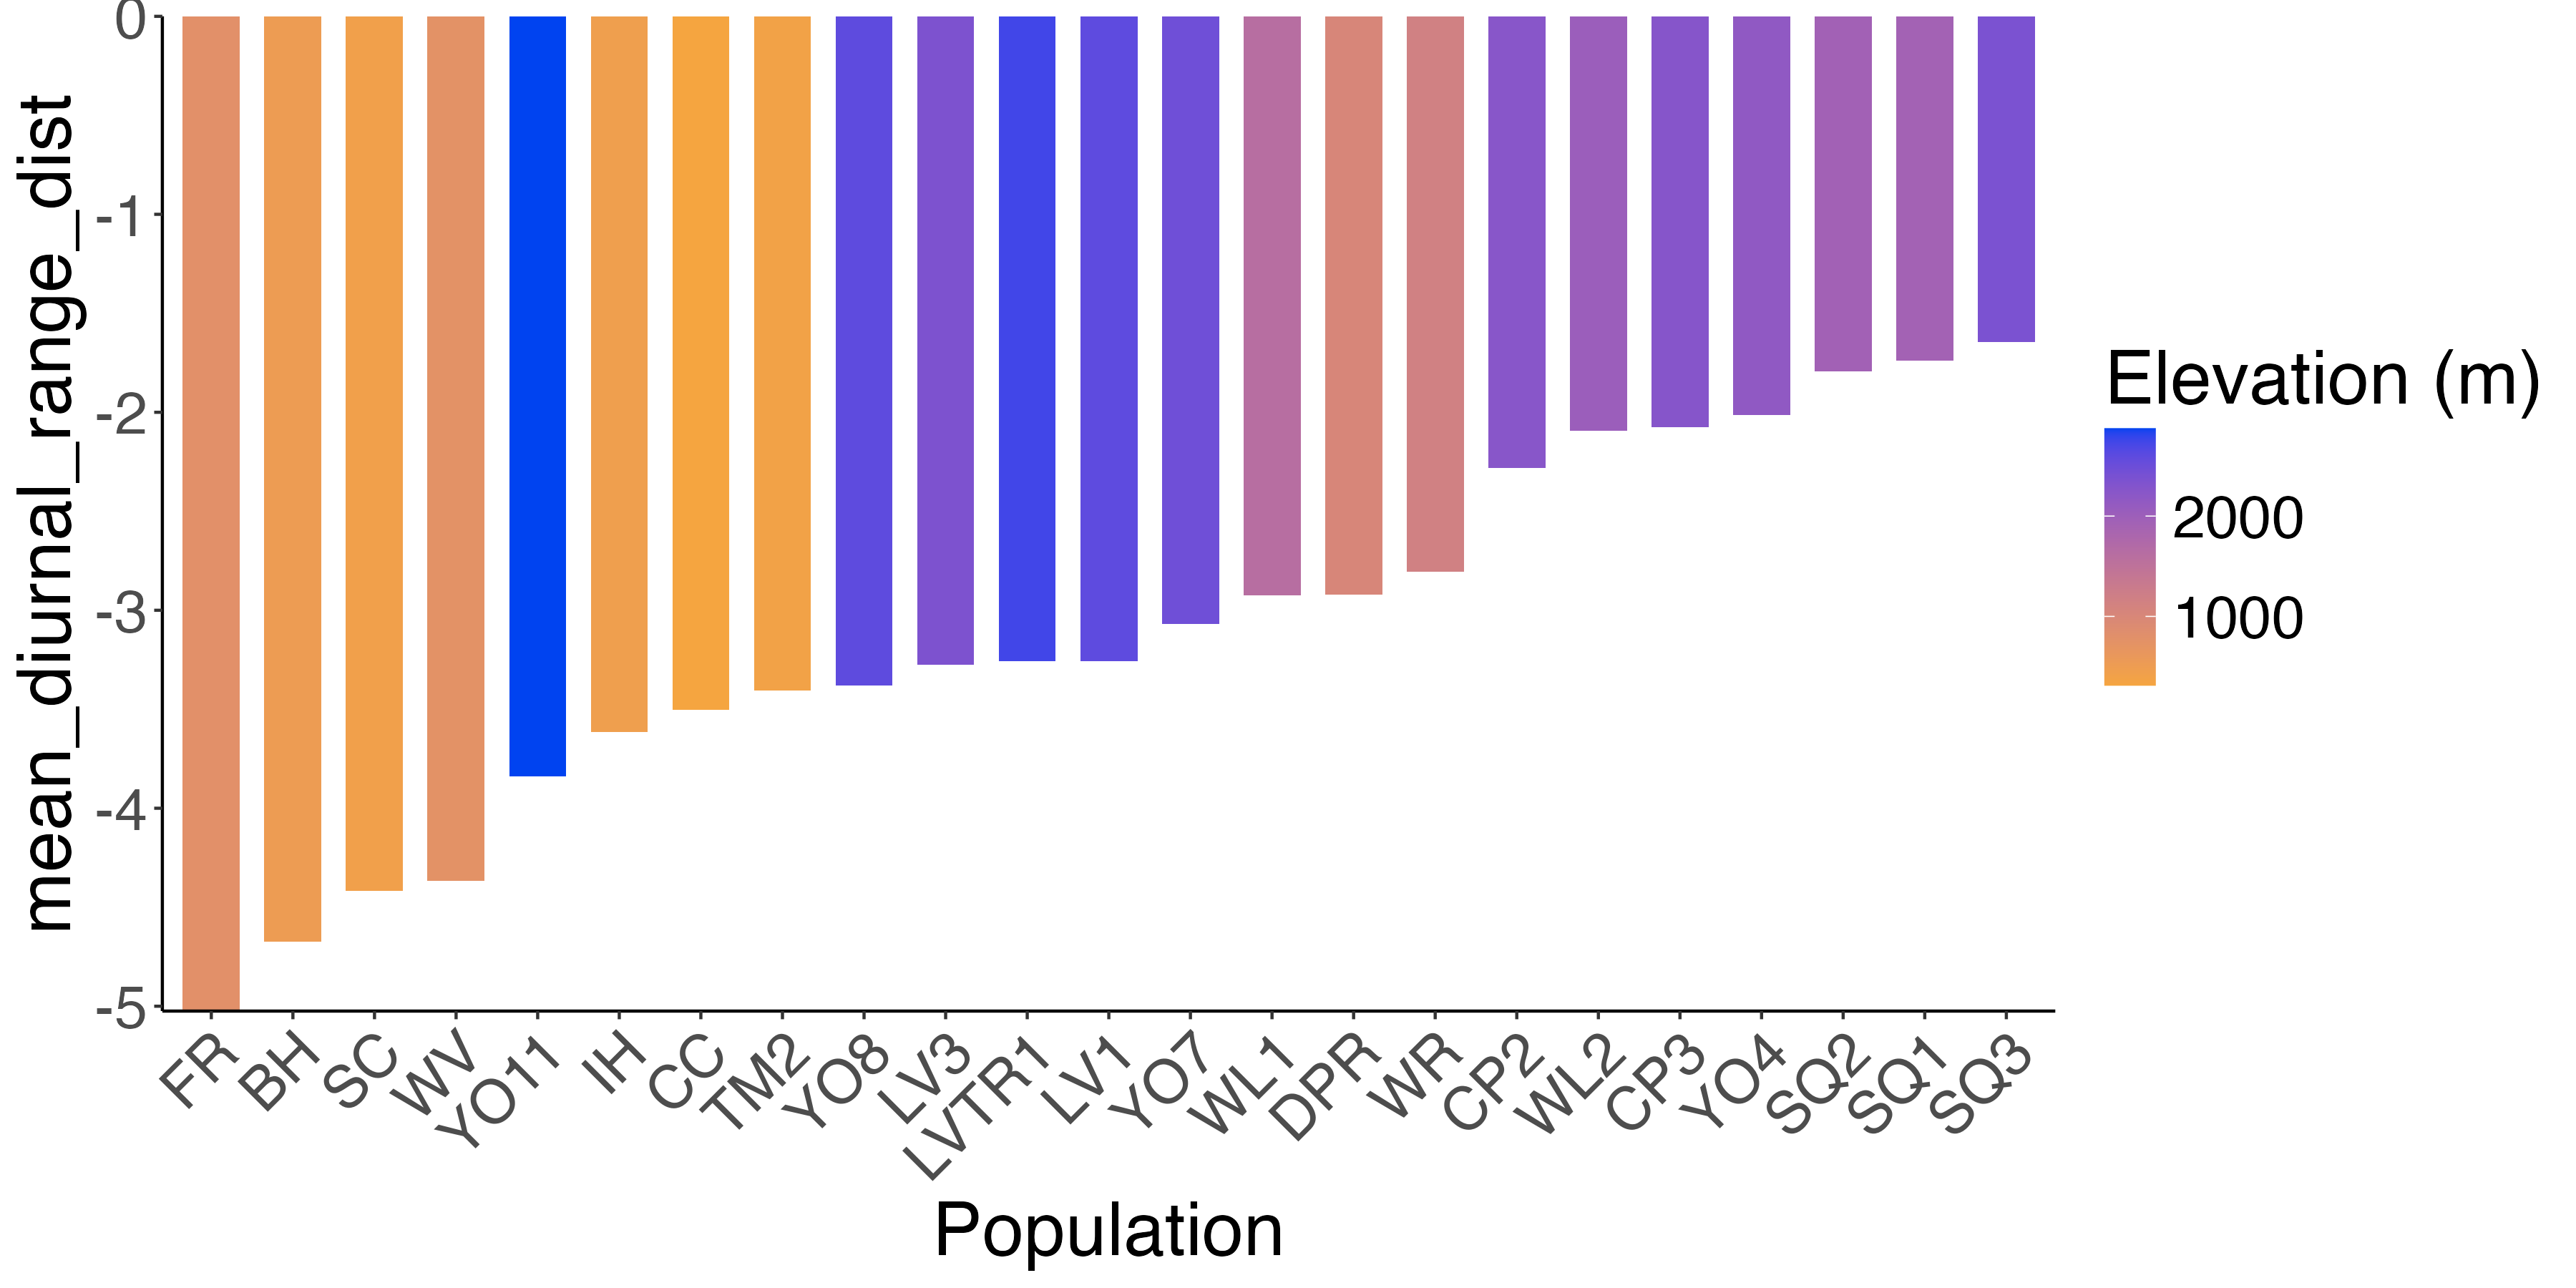 mean_diurnal_range_dist
0
-1
-2
-3
-4
-5
FR
BH
SC
WV
YO11
IH
CC
TM2
YO8
LV3
LVTR1
LV1
YO7
WL1
DPR
WR
CP2
WL2
CP3
YO4
SQ2
SQ1
SQ3
Population
Elevation (m)
2000
1000